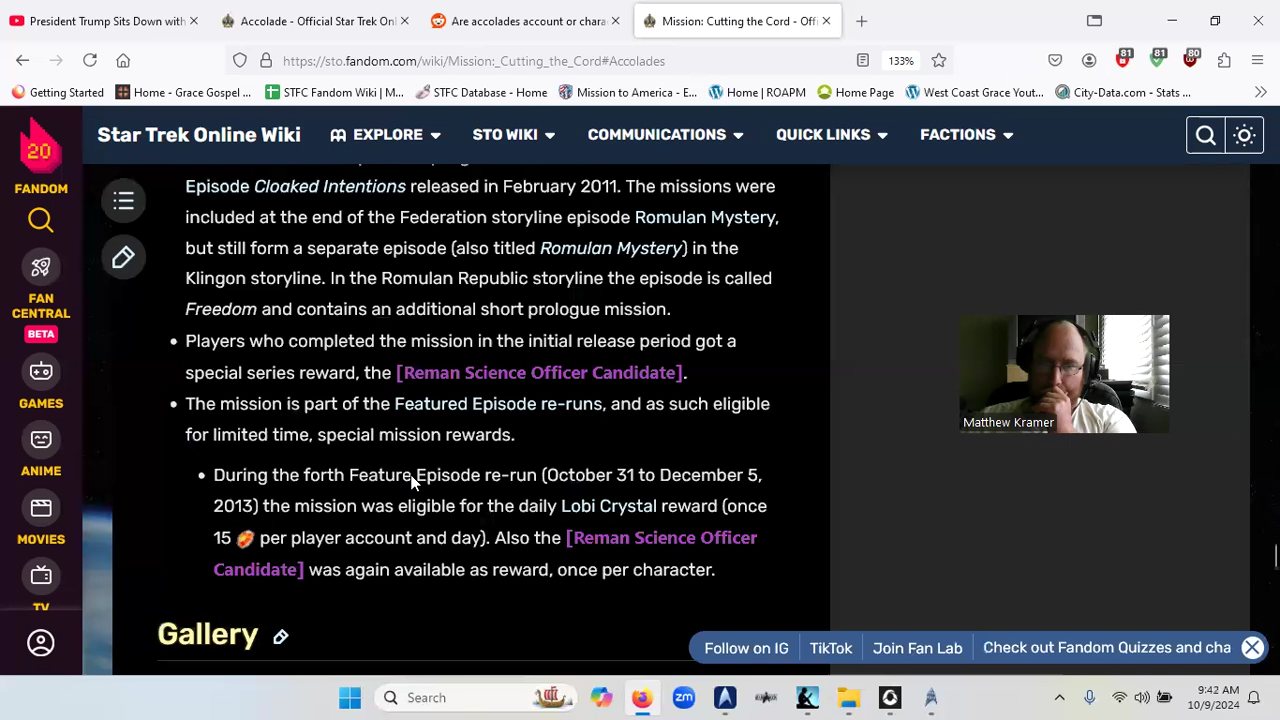 President Trump Sits Down with
Accolade - Official Star Trek Onl
Are accolades account or chara
Mission: Cutting the Cord - Offi
https://sto.fandom.com/wiki/Mission:_Cutting_the_Cord#Accolades
133%
81
81
80
Getting Started
Home - Grace Gospel ...
STFC Fandom Wiki | M...
STFC Database - Home
Mission to America - E...
Home | ROAPM
Home Page
West Coast Grace Yout...
City-Data.com - Stats ...
20
FANDOM
FAN CENTRAL
BETA
GAMES
ANIME
MOVIES
TV
Star Trek Online Wiki
EXPLORE
STO WIKI
COMMUNICATIONS
QUICK LINKS
FACTIONS
Episode Cloaked Intentions released in February 2011. The missions were
included at the end of the Federation storyline episode Romulan Mystery,
but still form a separate episode (also titled Romulan Mystery) in the
Klingon storyline. In the Romulan Republic storyline the episode is called
Freedom and contains an additional short prologue mission.
• Players who completed the mission in the initial release period got a
special series reward, the [Reman Science Officer Candidate].
• The mission is part of the Featured Episode re-runs, and as such eligible
for limited time, special mission rewards.
• During the forth Feature Episode re-run (October 31 to December 5,
2013) the mission was eligible for the daily Lobi Crystal reward (once
15 per player account and day). Also the [Reman Science Officer
Candidate] was again available as reward, once per character.
Gallery
Matthew Kramer
Follow on IG
TikTok
Join Fan Lab
Check out Fandom Quizzes and cha
Search
zm
9:42 AM
10/9/2024